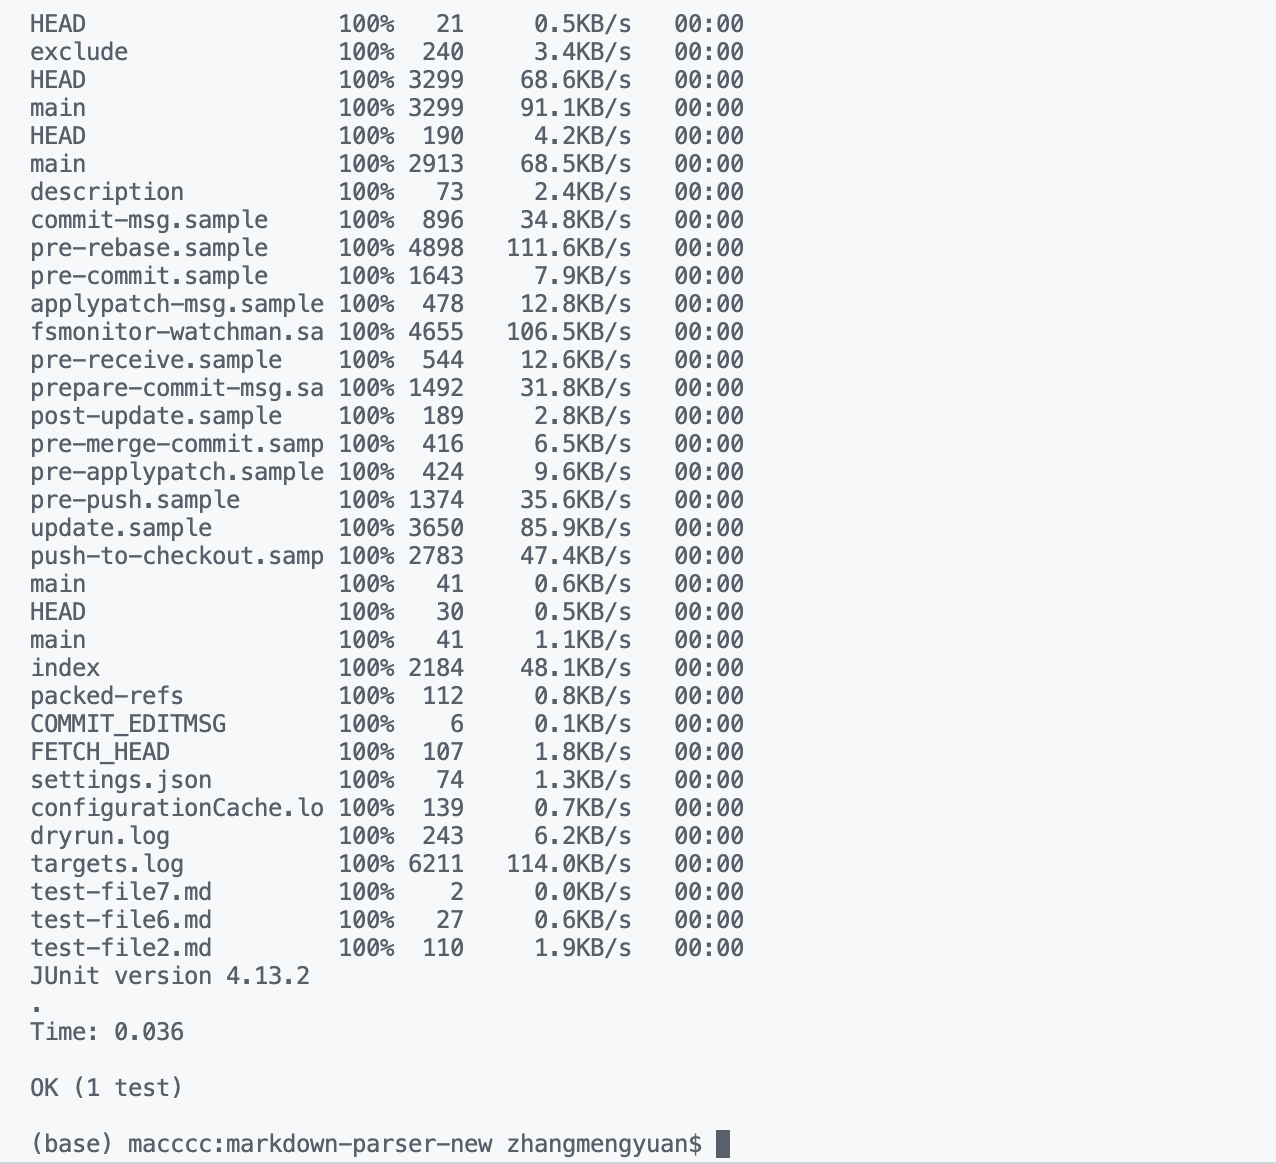 HEAD 100% 21 0.5KB/s 00:00
exclude 100% 240 3.4KB/s 00:00
HEAD 100% 3299 68.6KB/s 00:00
main 100% 3299 91.1KB/s 00:00
HEAD 100% 190 4.2KB/s 00:00
main 100% 2913 68.5KB/s 00:00
description 100% 73 2.4KB/s 00:00
commit-msg.sample 100% 896 34.8KB/s 00:00
pre-rebase.sample 100% 4898 111.6KB/s 00:00
pre-commit.sample 100% 1643 7.9KB/s 00:00
applypatch-msg.sample 100% 478 12.8KB/s 00:00
fsmonitor-watchman.sa 100% 4655 106.5KB/s 00:00
pre-receive.sample 100% 544 12.6KB/s 00:00
prepare-commit-msg.sa 100% 1492 31.8KB/s 00:00
post-update.sample 100% 189 2.8KB/s 00:00
pre-merge-commit.samp 100% 416 6.5KB/s 00:00
pre-applypatch.sample 100% 424 9.6KB/s 00:00
pre-push.sample 100% 1374 35.6KB/s 00:00
update.sample 100% 3650 85.9KB/s 00:00
push-to-checkout.samp 100% 2783 47.4KB/s 00:00
main 100% 41 0.6KB/s 00:00
HEAD 100% 30 0.5KB/s 00:00
main 100% 41 1.1KB/s 00:00
index 100% 2184 48.1KB/s 00:00
packed-refs 100% 112 0.8KB/s 00:00
COMMIT_EDITMSG 100% 6 0.1KB/s 00:00
FETCH_HEAD 100% 107 1.8KB/s 00:00
settings.json 100% 74 1.3KB/s 00:00
configurationCache.lo 100% 139 0.7KB/s 00:00
dryrun.log 100% 243 6.2KB/s 00:00
targets.log 100% 6211 114.0KB/s 00:00
test-file7.md 100% 2 0.0KB/s 00:00
test-file6.md 100% 27 0.6KB/s 00:00
test-file2.md 100% 110 1.9KB/s 00:00
JUnit version 4.13.2
.
Time: 0.036
OK (1 test)
(base) macccc:markdown-parser-new zhangmengyuan$